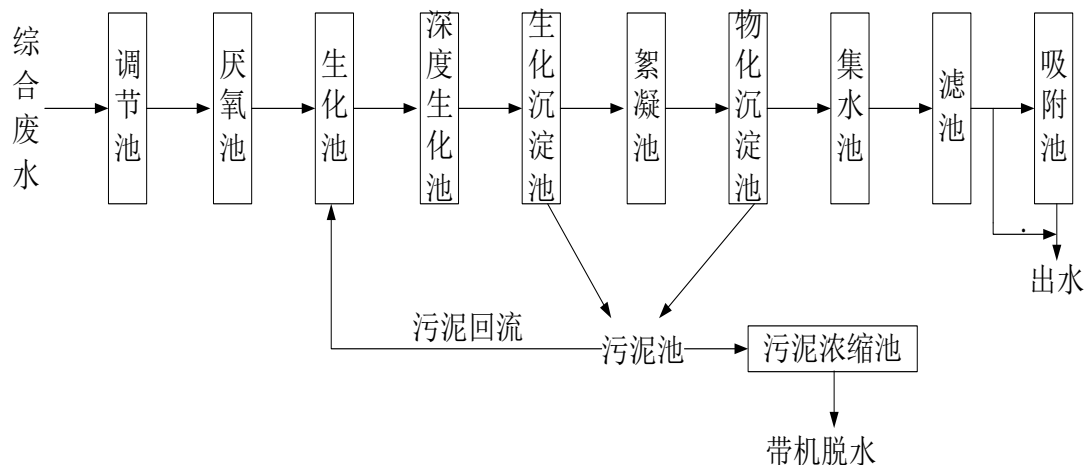 综合废水
调节池
厌氧池
生化池
深度生化池
生化沉淀池
絮凝池
物化沉淀池
集水池
滤池
吸附池
出水
污泥回流
污泥池
污泥浓缩池
带机脱水